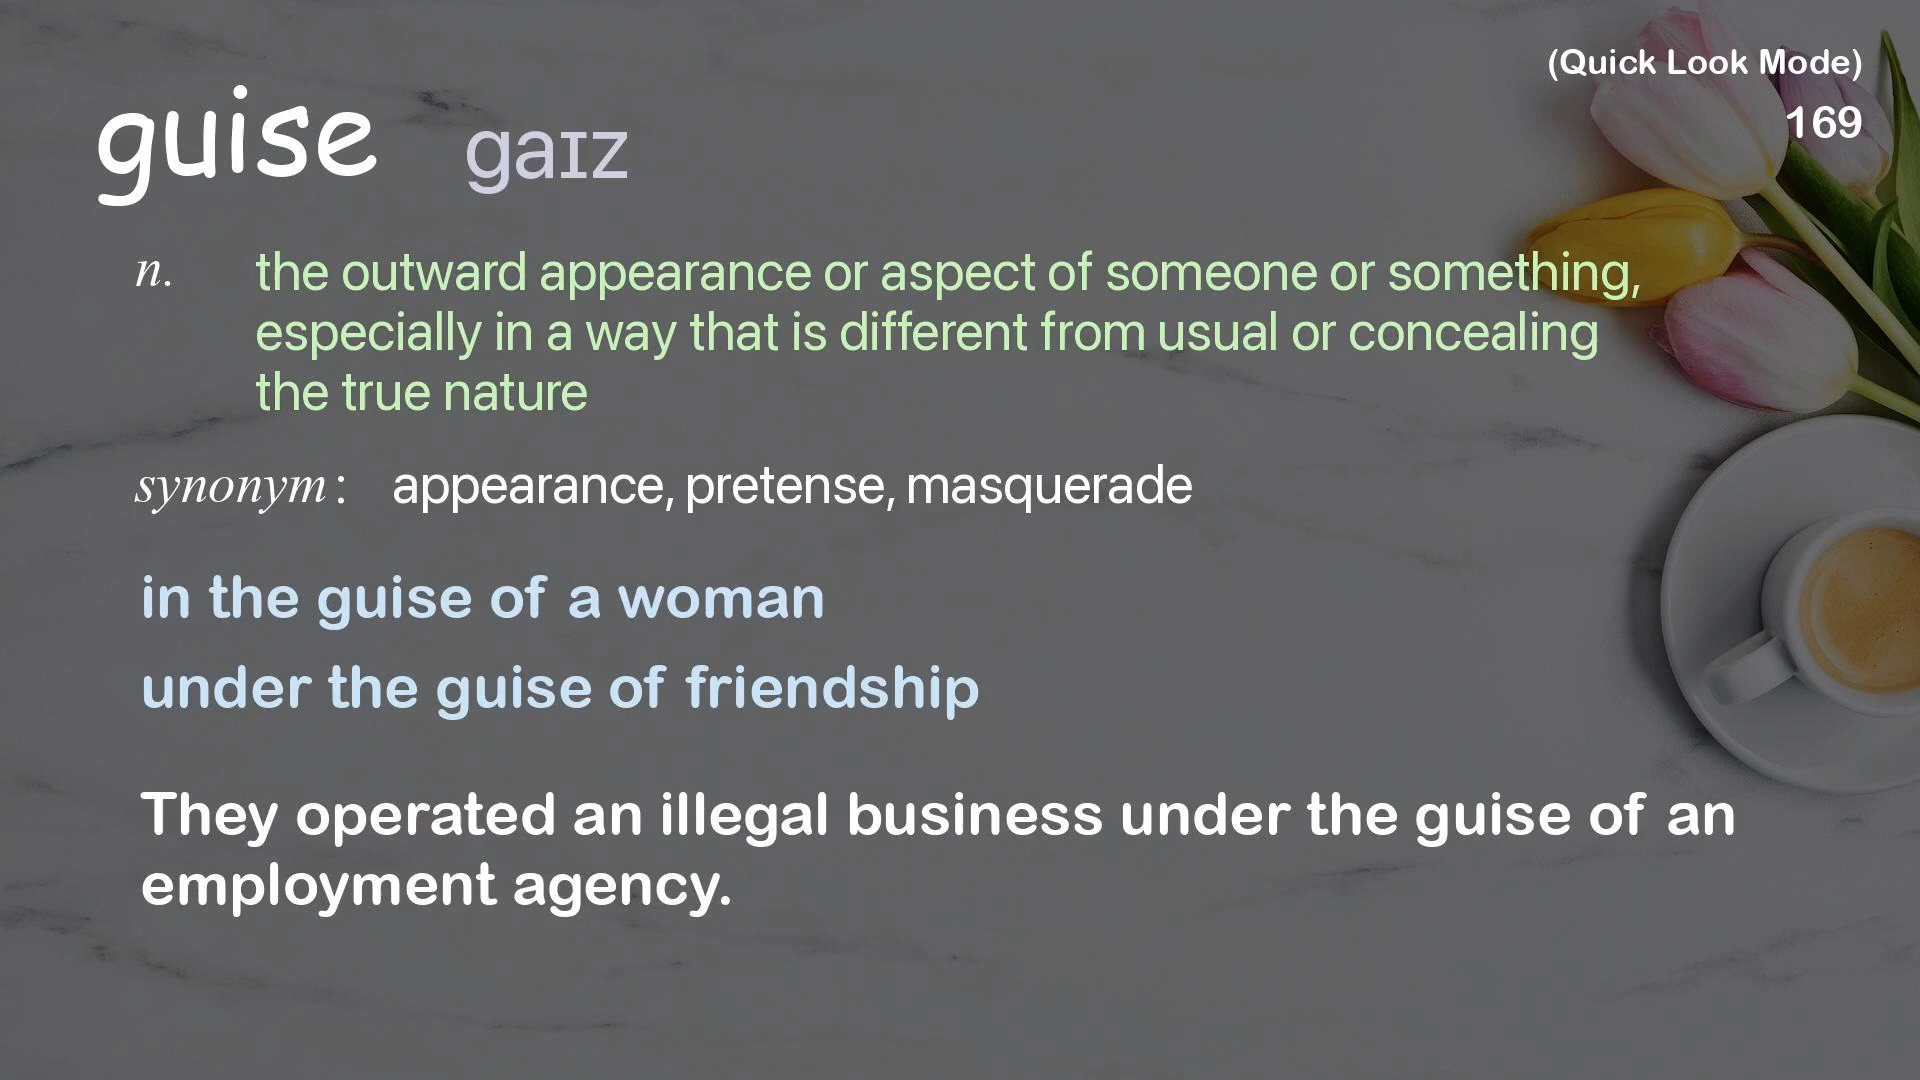 (Quick Look Mode)
169
guise gaɪz
n. the outward appearance or aspect of someone or something,
especially in a way that is different from usual or concealing
the true nature
synonym: appearance, pretense, masquerade
in the guise of a woman
under the guise of friendship
They operated an illegal business under the guise of an
employment agency.